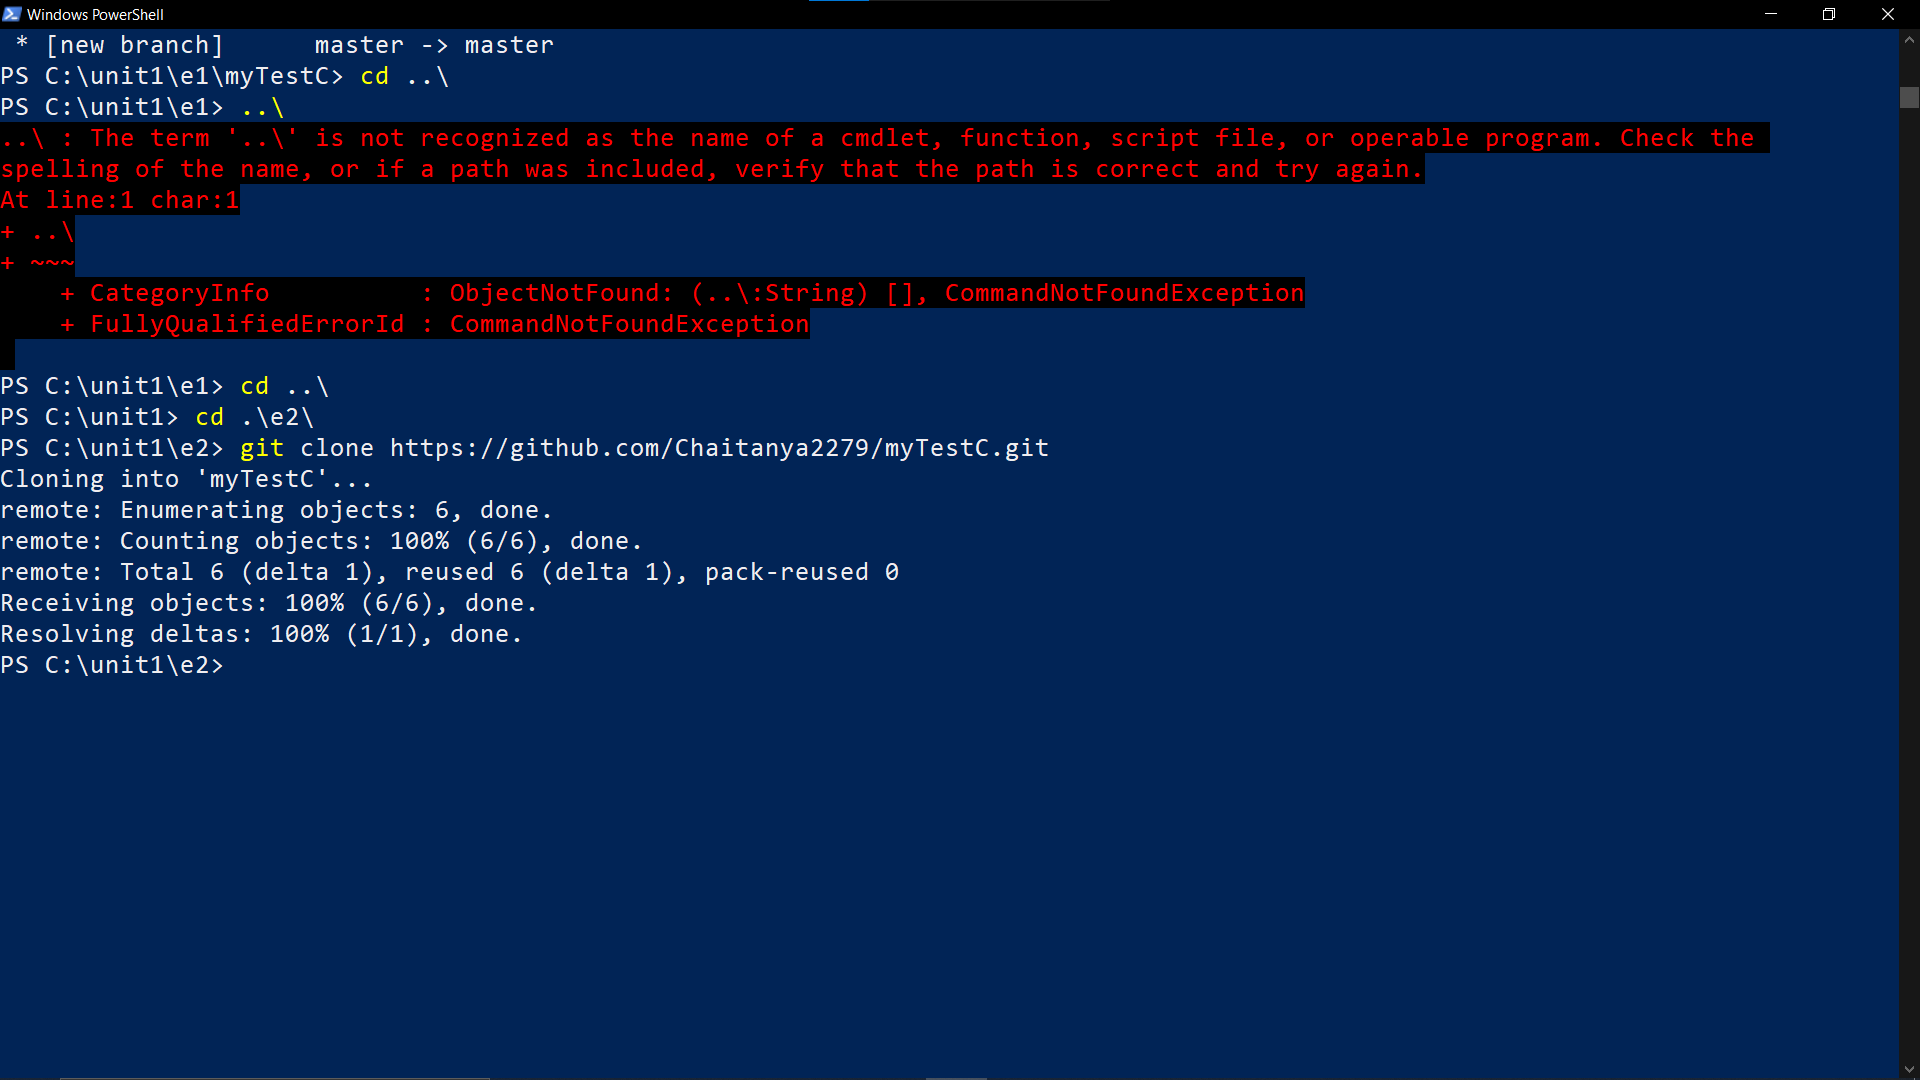 Windows PowerShell
 * [new branch]      master -> master
PS C:\unit1\e1\myTestC> cd ..\
PS C:\unit1\e1> ..\
..\ : The term '..\' is not recognized as the name of a cmdlet, function, script file, or operable program. Check the
spelling of the name, or if a path was included, verify that the path is correct and try again.
At line:1 char:1
+ ..\
+ ~~~
    + CategoryInfo          : ObjectNotFound: (..\:String) [], CommandNotFoundException
    + FullyQualifiedErrorId : CommandNotFoundException
PS C:\unit1\e1> cd ..\
PS C:\unit1> cd .\e2\
PS C:\unit1\e2> git clone https://github.com/Chaitanya2279/myTestC.git
Cloning into 'myTestC'...
remote: Enumerating objects: 6, done.
remote: Counting objects: 100% (6/6), done.
remote: Total 6 (delta 1), reused 6 (delta 1), pack-reused 0
Receiving objects: 100% (6/6), done.
Resolving deltas: 100% (1/1), done.
PS C:\unit1\e2>